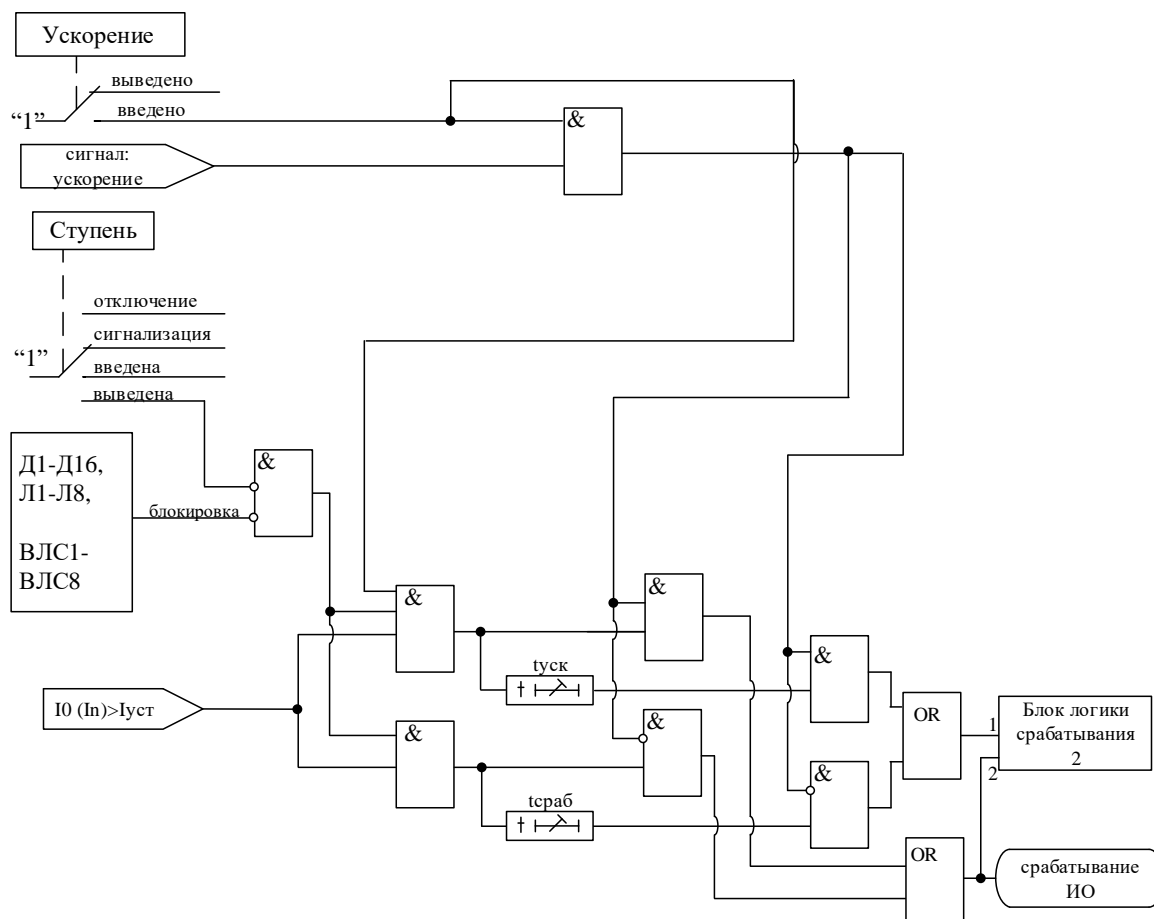 Ускорение
выведено
“1”
введено
&
сигнал:
ускорение
Ступень
отключение
“1”
сигнализация
введена
выведена
Д1-Д16,
Л1-Л8,
ВЛС1-
ВЛС8
&
блокировка
&
&
tуск
&
I0 (In)>Iуст
&
&
OR
1
Блок логики
срабатывания
2
2
&
tсраб
OR
срабатывание
ИО